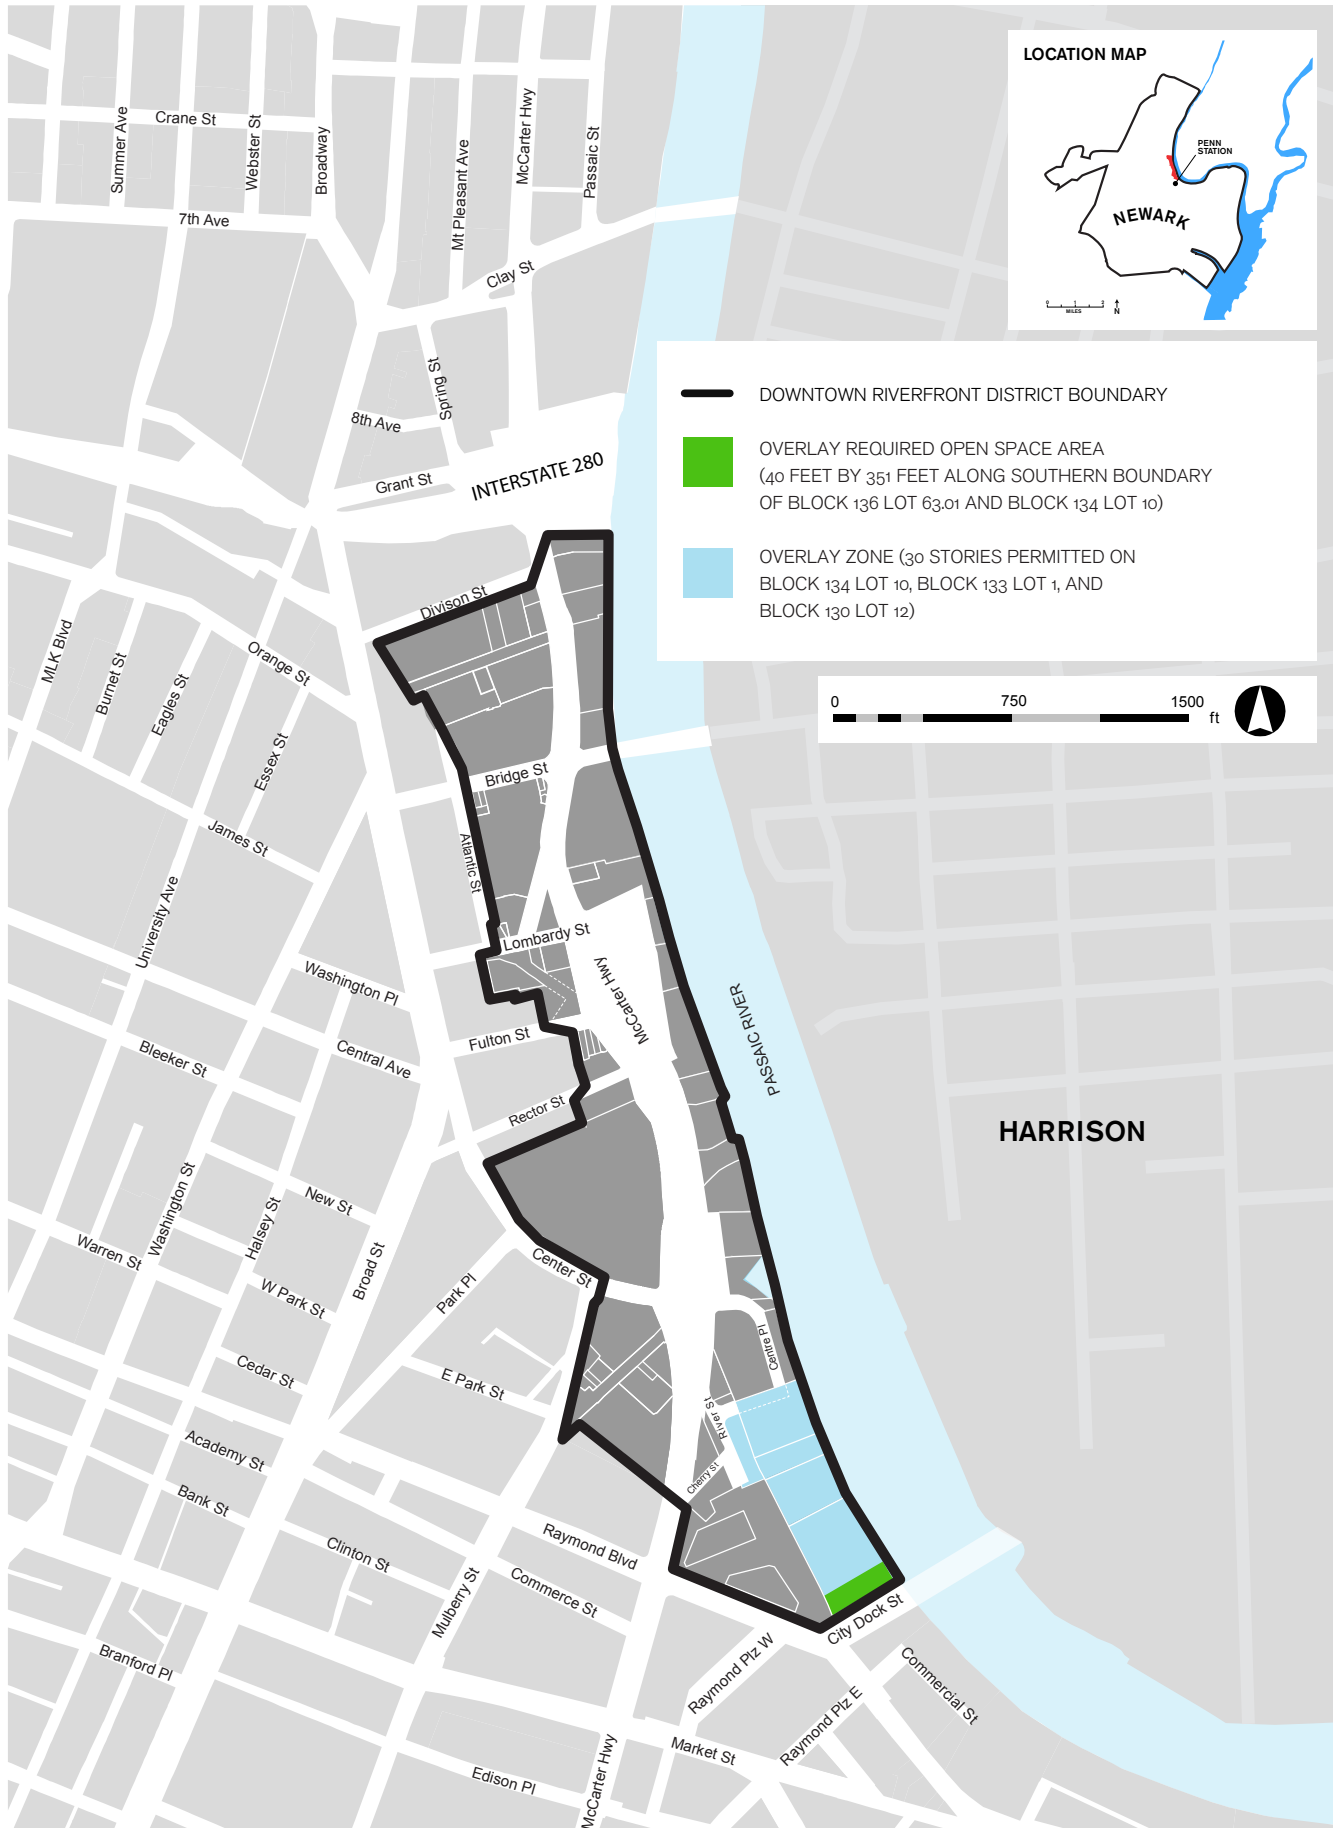 LOCATION MAP
PENN
STATION
NEWARK
0 1 2
MILES
N
DOWNTOWN RIVERFRONT DISTRICT BOUNDARY
OVERLAY REQUIRED OPEN SPACE AREA
(40 FEET BY 351 FEET ALONG SOUTHERN BOUNDARY
OF BLOCK 136 LOT 63.01 AND BLOCK 134 LOT 10)
OVERLAY ZONE (30 STORIES PERMITTED ON
BLOCK 134 LOT 10, BLOCK 133 LOT 1, AND
BLOCK 130 LOT 12)
0 750 1500
ft
Crane St
Summer Ave
Webster St
Broadway
Mt Pleasant Ave
McCarter Hwy
Passaic St
7th Ave
Clay St
Spring St
8th Ave
Grant St
INTERSTATE 280
Divison St
Orange St
MLK Blvd
Burnet St
Eagles St
Essex St
Bridge St
James St
Atlantic St
University Ave
Lombardy St
Washington Pl
McCarter Hwy
PASSAIC RIVER
Fulton St
Central Ave
Bleeker St
Rector St
HARRISON
Washington St
New St
Halsey St
Warren St
Broad St
Center St
W Park St
Park Pl
Centre Pl
Cedar St
E Park St
River St
Academy St
Cherry St
Bank St
Raymond Blvd
Clinton St
Commerce St
Mulberry St
City Dock St
Branford Pl
Raymond Plz W
Commercial St
Raymond Plz E
Market St
Edison Pl
McCarter Hwy